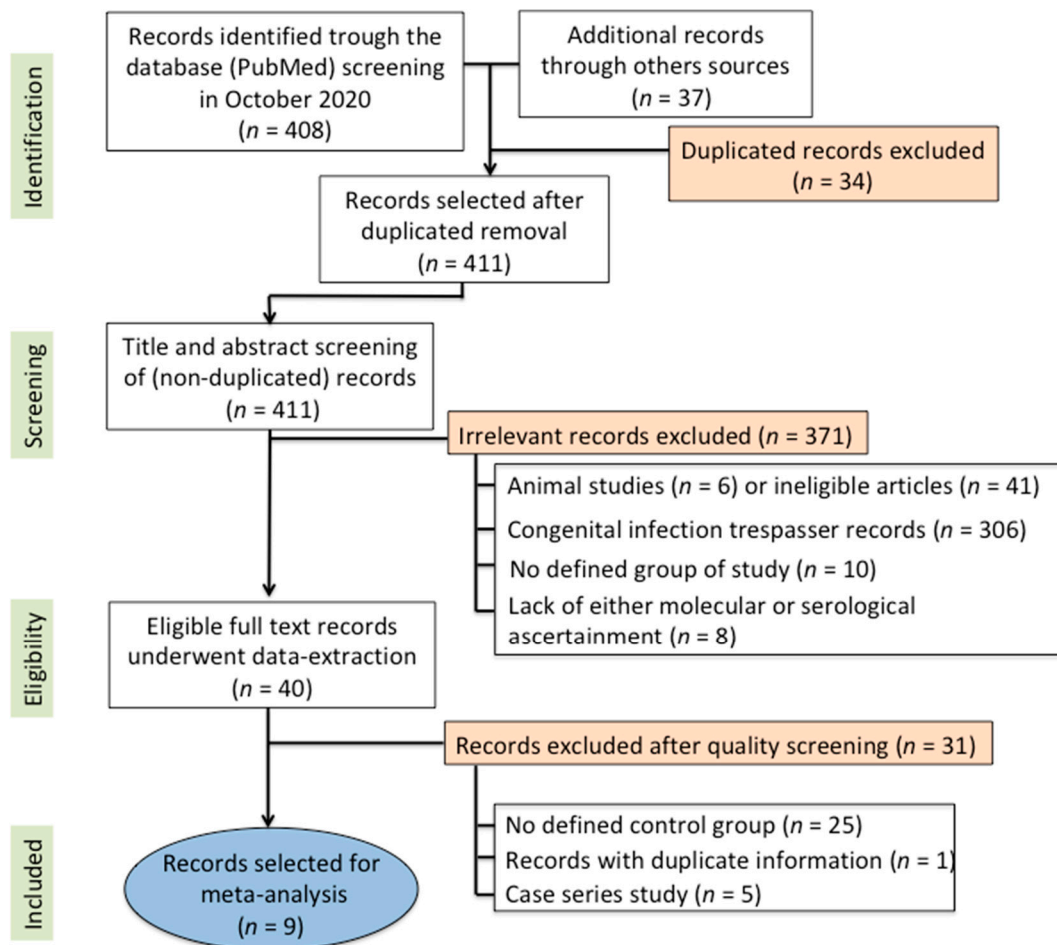 Identification
Records identified trough the
database (PubMed) screening
in October 2020
(n = 408)
Additional records
through others sources
(n = 37)
Duplicated records excluded
(n = 34)
Records selected after
duplicated removal
(n = 411)
Screening
Title and abstract screening
of (non-duplicated) records
(n = 411)
Irrelevant records excluded (n = 371)
Animal studies (n = 6) or ineligible articles (n = 41)
Congenital infection trespasser records (n = 306)
No defined group of study (n = 10)
Lack of either molecular or serological
ascertainment (n = 8)
Eligibility
Eligible full text records
underwent data-extraction
(n = 40)
Records excluded after quality screening (n = 31)
No defined control group (n = 25)
Records with duplicate information (n = 1)
Case series study (n = 5)
Included
Records selected for
meta-analysis
(n = 9)